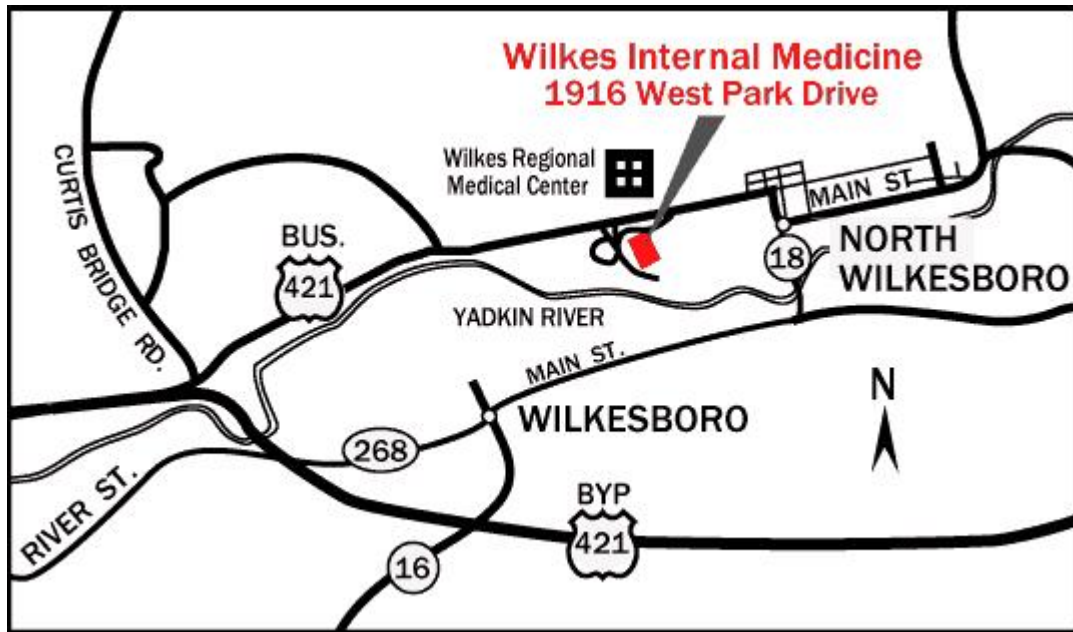 Wilkes Internal Medicine
1916 West Park Drive
Wilkes Regional
Medical Center
CURTIS BRIDGE RD.
BUS.
421
MAIN ST
18
NORTH
WILKESBORO
YADKIN RIVER
MAIN ST.
N
WILKESBORO
268
RIVER ST.
BYP
421
16